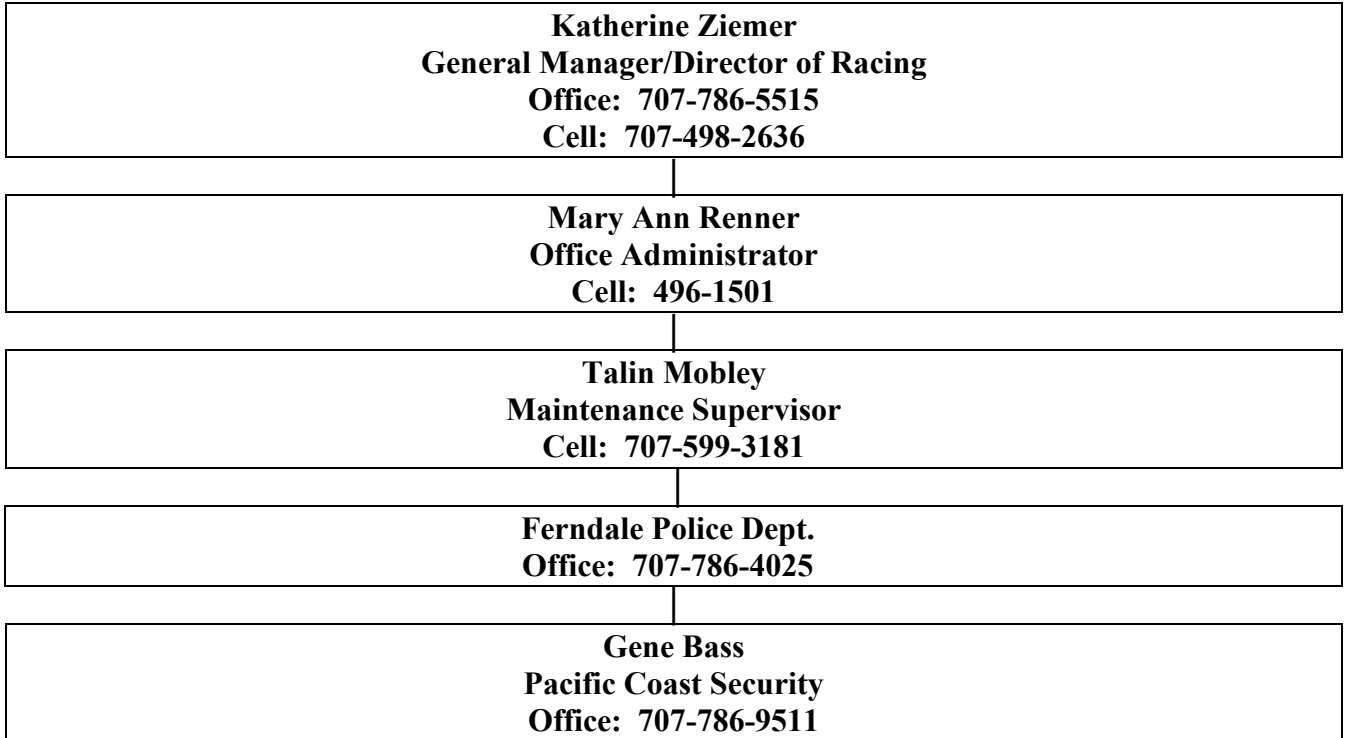 Katherine Ziemer
General Manager/Director of Racing
Office: 707-786-5515
Cell: 707-498-2636
Mary Ann Renner
Office Administrator
Cell: 496-1501
Talin Mobley
Maintenance Supervisor
Cell: 707-599-3181
Ferndale Police Dept.
Office: 707-786-4025
Gene Bass
Pacific Coast Security
Office: 707-786-9511